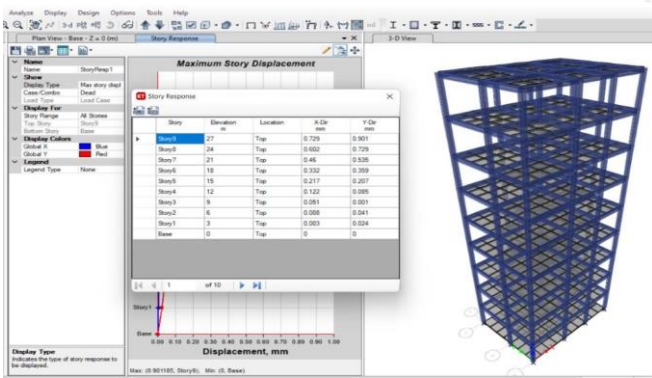 Analyze Display Design Options Tools Help
Plan View - Base - Z = 0 (m)
Story Response
3-D View
Name
Name StoryResp1
Show
Display Type Max story displ
Case/Combo Dead
Load Type Load Case
Display For
Story Range All Stories
Top Story Story9
Bottom Story Base
Display Colors
Global X Blue
Global Y Red
Legend
Legend Type None
Display Type
Indicates the type of story response to
be displayed.
Maximum Story Displacement
Story Response
Story Elevation Location X-Dir Y-Dir
m mm mm
Story9 27 Top 0.729 0.901
Story8 24 Top 0.602 0.729
Story7 21 Top 0.46 0.535
Story6 18 Top 0.332 0.359
Story5 15 Top 0.217 0.207
Story4 12 Top 0.122 0.085
Story3 9 Top 0.051 0.001
Story2 6 Top 0.008 0.041
Story1 3 Top 0.003 0.024
Base 0 Top 0 0
1 of 10
Story1
Base
0.00 0.10 0.20 0.30 0.40 0.50 0.60 0.70 0.80 0.90 1.00
Displacement, mm
Max: (0.901185, Story9); Min: (0, Base)